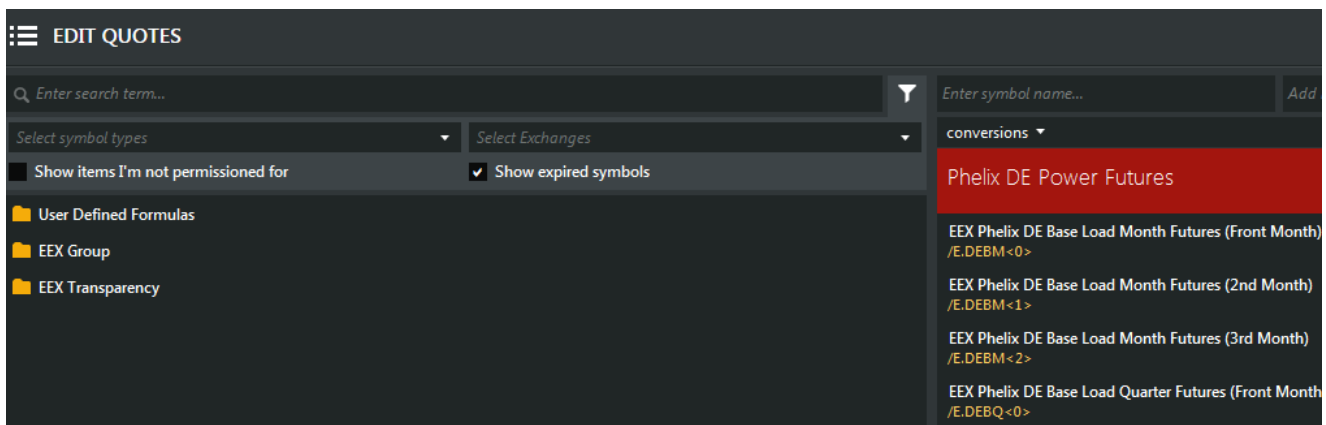 EDIT QUOTES
Enter search term...
Select symbol types
Select Exchanges
Show items I'm not permissioned for
Show expired symbols
User Defined Formulas
EEX Group
EEX Transparency
Enter symbol name...
Add
conversions
Phelix DE Power Futures
EEX Phelix DE Base Load Month Futures (Front Month)
/E.DEBM<0>
EEX Phelix DE Base Load Month Futures (2nd Month)
/E.DEBM<1>
EEX Phelix DE Base Load Month Futures (3rd Month)
/E.DEBM<2>
EEX Phelix DE Base Load Quarter Futures (Front Month
/E.DEBQ<0>